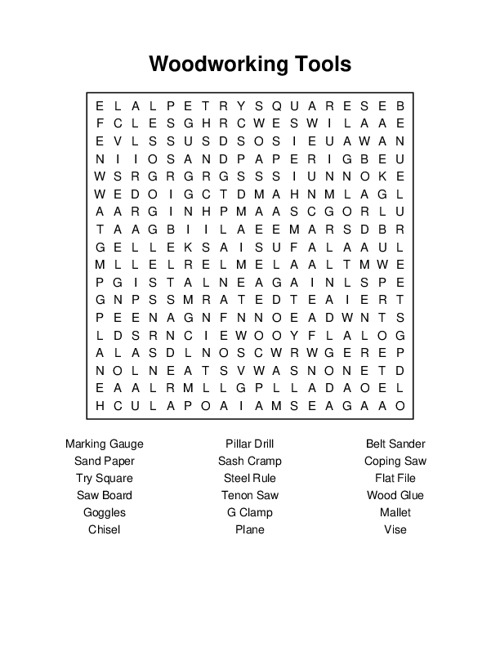 Woodworking Tools
E L A L P E T R Y S Q U A R E S E B
F C L E S G H R C W E S W I L A A E
E V L S S U S D S O S I E U A W A N
N I I O S A N D P A P E R I G B E U
W S R G R G R G S S S I U N N O K E
W E D O I G C T D M A H N M L A G L
A A R G I N H P M A A S C G O R L U
T A A G B I I L A E E M A R S D B R
G E L L E K S A I S U F A L A A U L
M L L E L R E L M E L A A L T M W E
P G I S T A L N E A G A I N L S P E
G N P S S M R A T E D T E A I E R T
P E E N A G N F N N O E A D W N T S
L D S R N C I E W O O Y F L A L O G
A L A S D L N O S C W R W G E R E P
N O L N E A T S V W A S N O N E T D
E A A L R M L L G P L L A D A O E L
H C U L A P O A I A M S E A G A A O
Marking Gauge Pillar Drill Belt Sander
Sand Paper Sash Cramp Coping Saw
Try Square Steel Rule Flat File
Saw Board Tenon Saw Wood Glue
Goggles G Clamp Mallet
Chisel Plane Vise